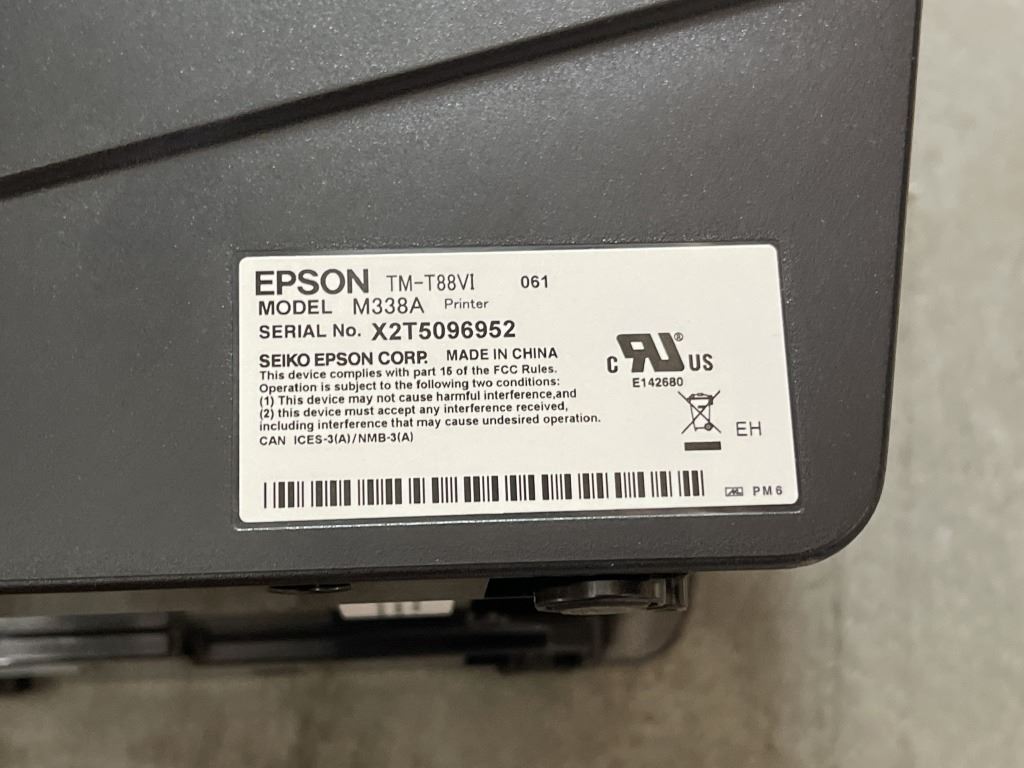 EPSON TM-T88VI 061
MODEL M338A Printer
SERIAL No. X2T5096952
SEIKO EPSON CORP. MADE IN CHINA
This device complies with part 15 of the FCC Rules.
Operation is subject to the following two conditions:
(1) This device may not cause harmful interference,and
(2) this device must accept any interference received,
including interference that may cause undesired operation.
CAN ICES-3(A)/NMB-3(A)
C RU® US
E142680
EH
PM6